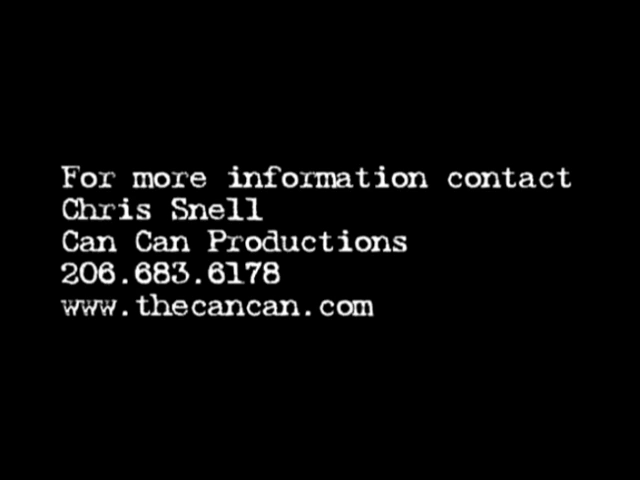 For more information contact
Chris Snell
Can Can Productions
206.683.6178
www.thecancan.com